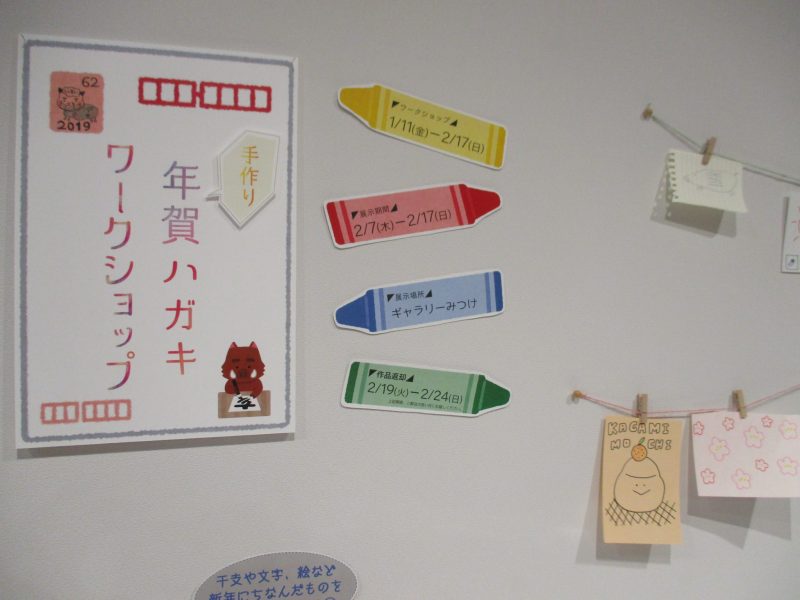 62
2019
手作り
年賀ハガキ
ワークショップ
◤ワークショップ◢
1/11(金)ー2/17(日)
◤展示期間◢
2/7(木)ー2/17(日)
◤展示場所◢
ギャラリーみつけ
◤作品返却◢
2/19(火)ー2/24(日)
KAGAMI
MOCHI
干支や文字、絵など
新年にちなんだものを